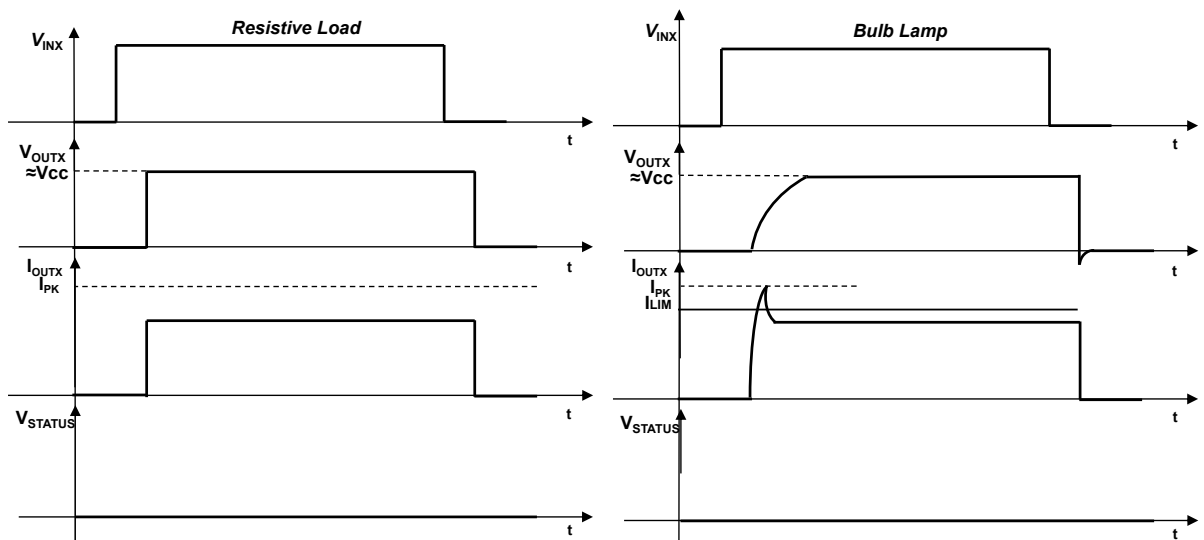 Resistive Load
VINX
t
VOUTX
≈VCC
t
IOUTX
IPK
t
VSTATUS
t
Bulb Lamp
VINX
t
VOUTX
≈VCC
t
IOUTX
IPK
ILIM
t
VSTATUS
t